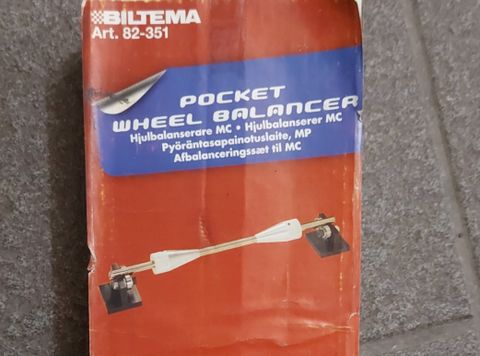 BILTEMA
Art. 82-351
POCKET
WHEEL BALANCER
Hjulbalanserare MC • Hjulbalanserer MC
Pyöräntasapainotuslaite, MP
Afbalanceringssæt til MC